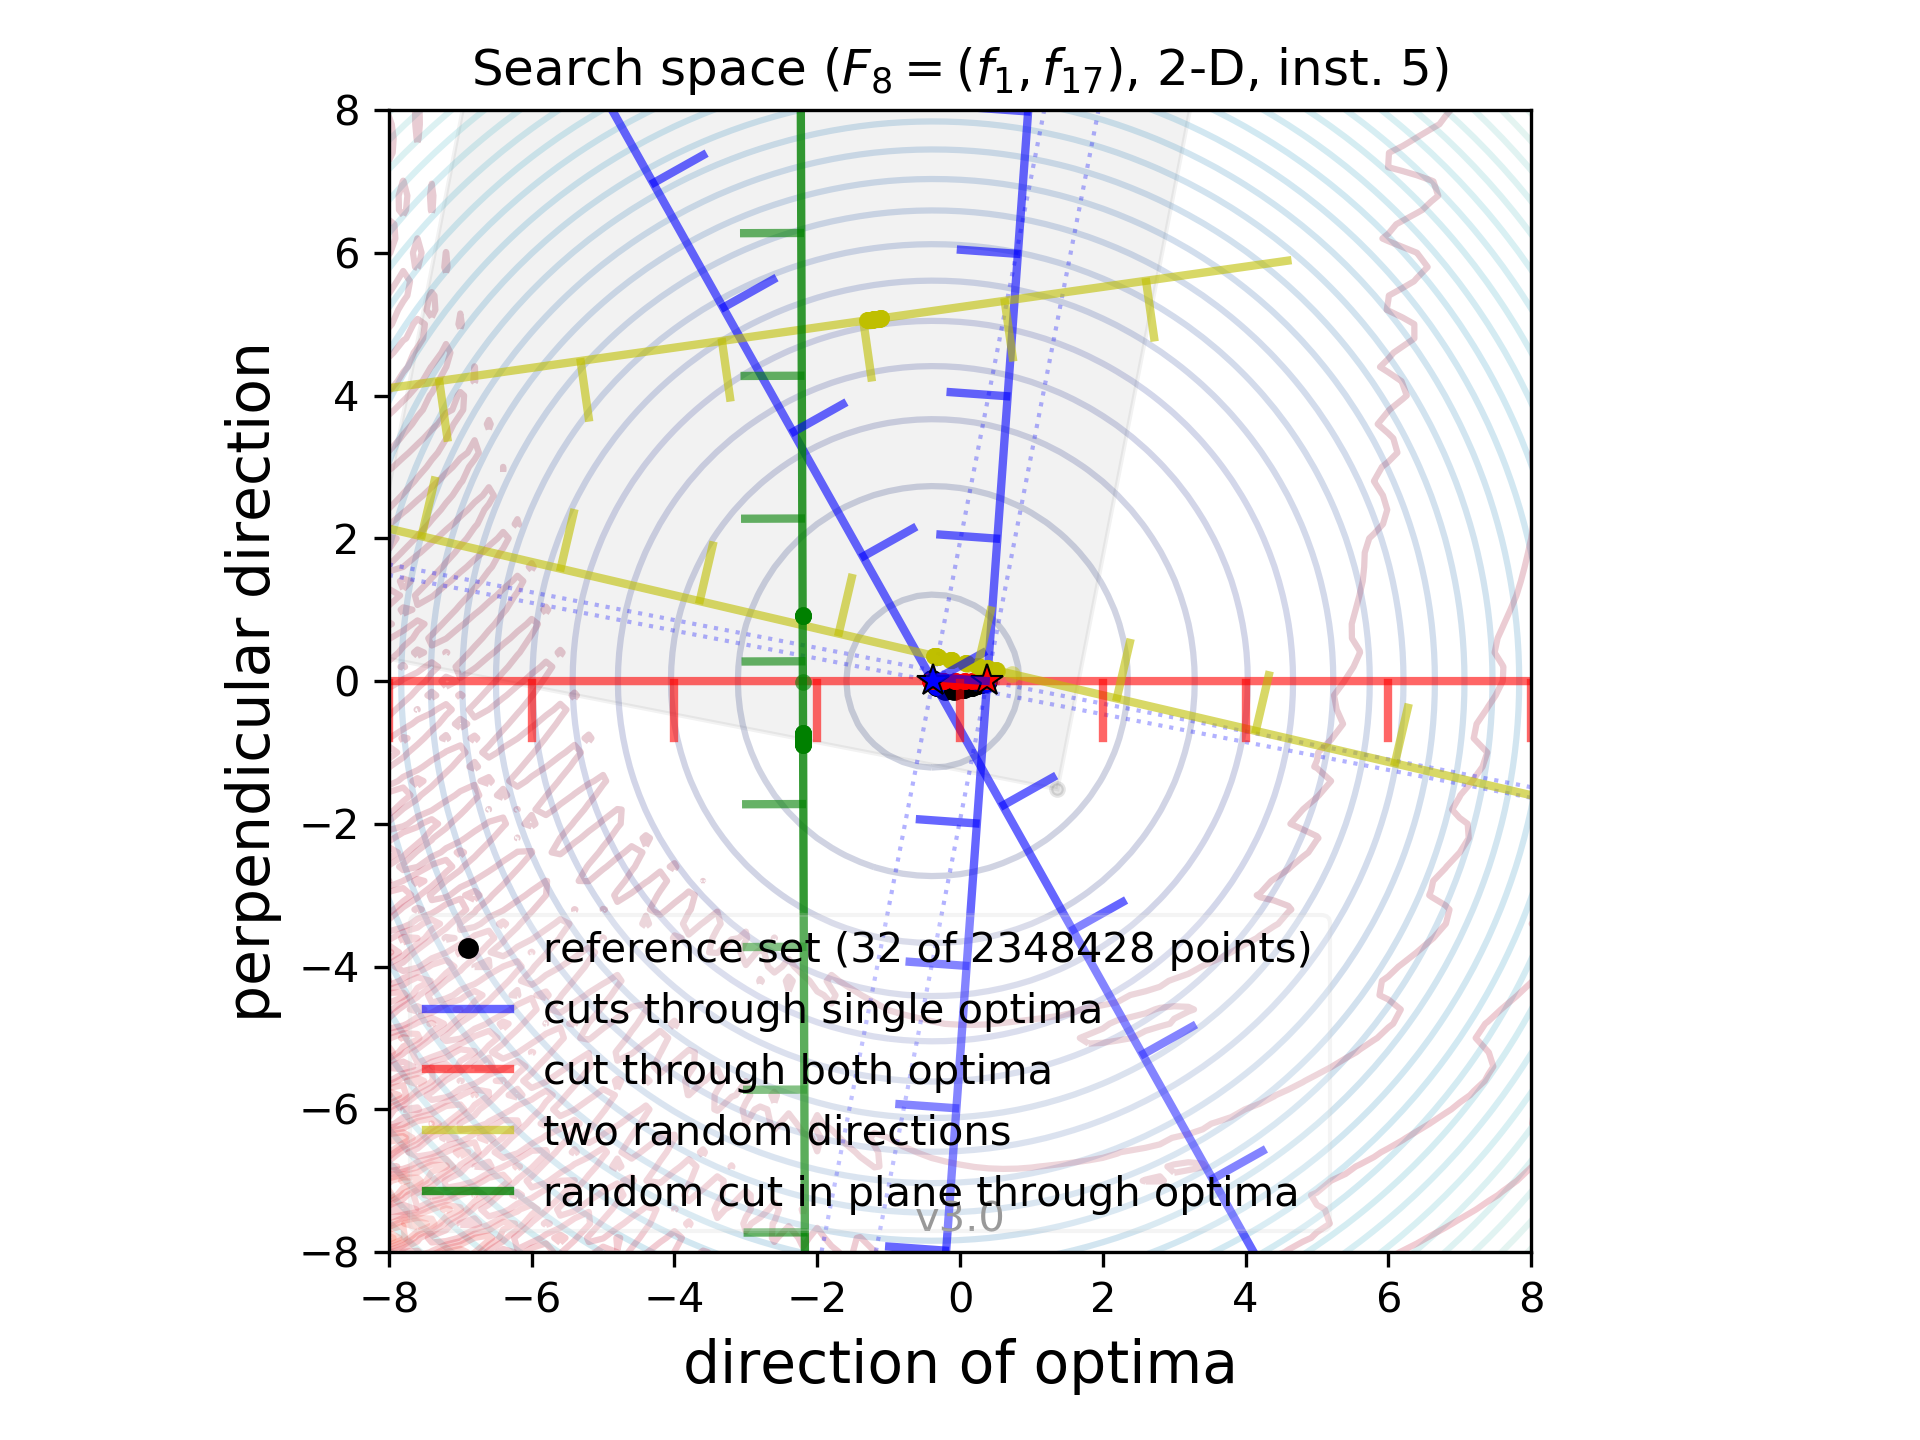 Search space (F₈ = (f₁, f₁₇), 2-D, inst. 5)
perpendicular direction
8
6
4
2
0
−2
−4
−6
−8
reference set (32 of 2348428 points)
cuts through single optima
cut through both optima
two random directions
random cut in plane through optima
v3.0
−8 −6 −4 −2 0 2 4 6 8
direction of optima